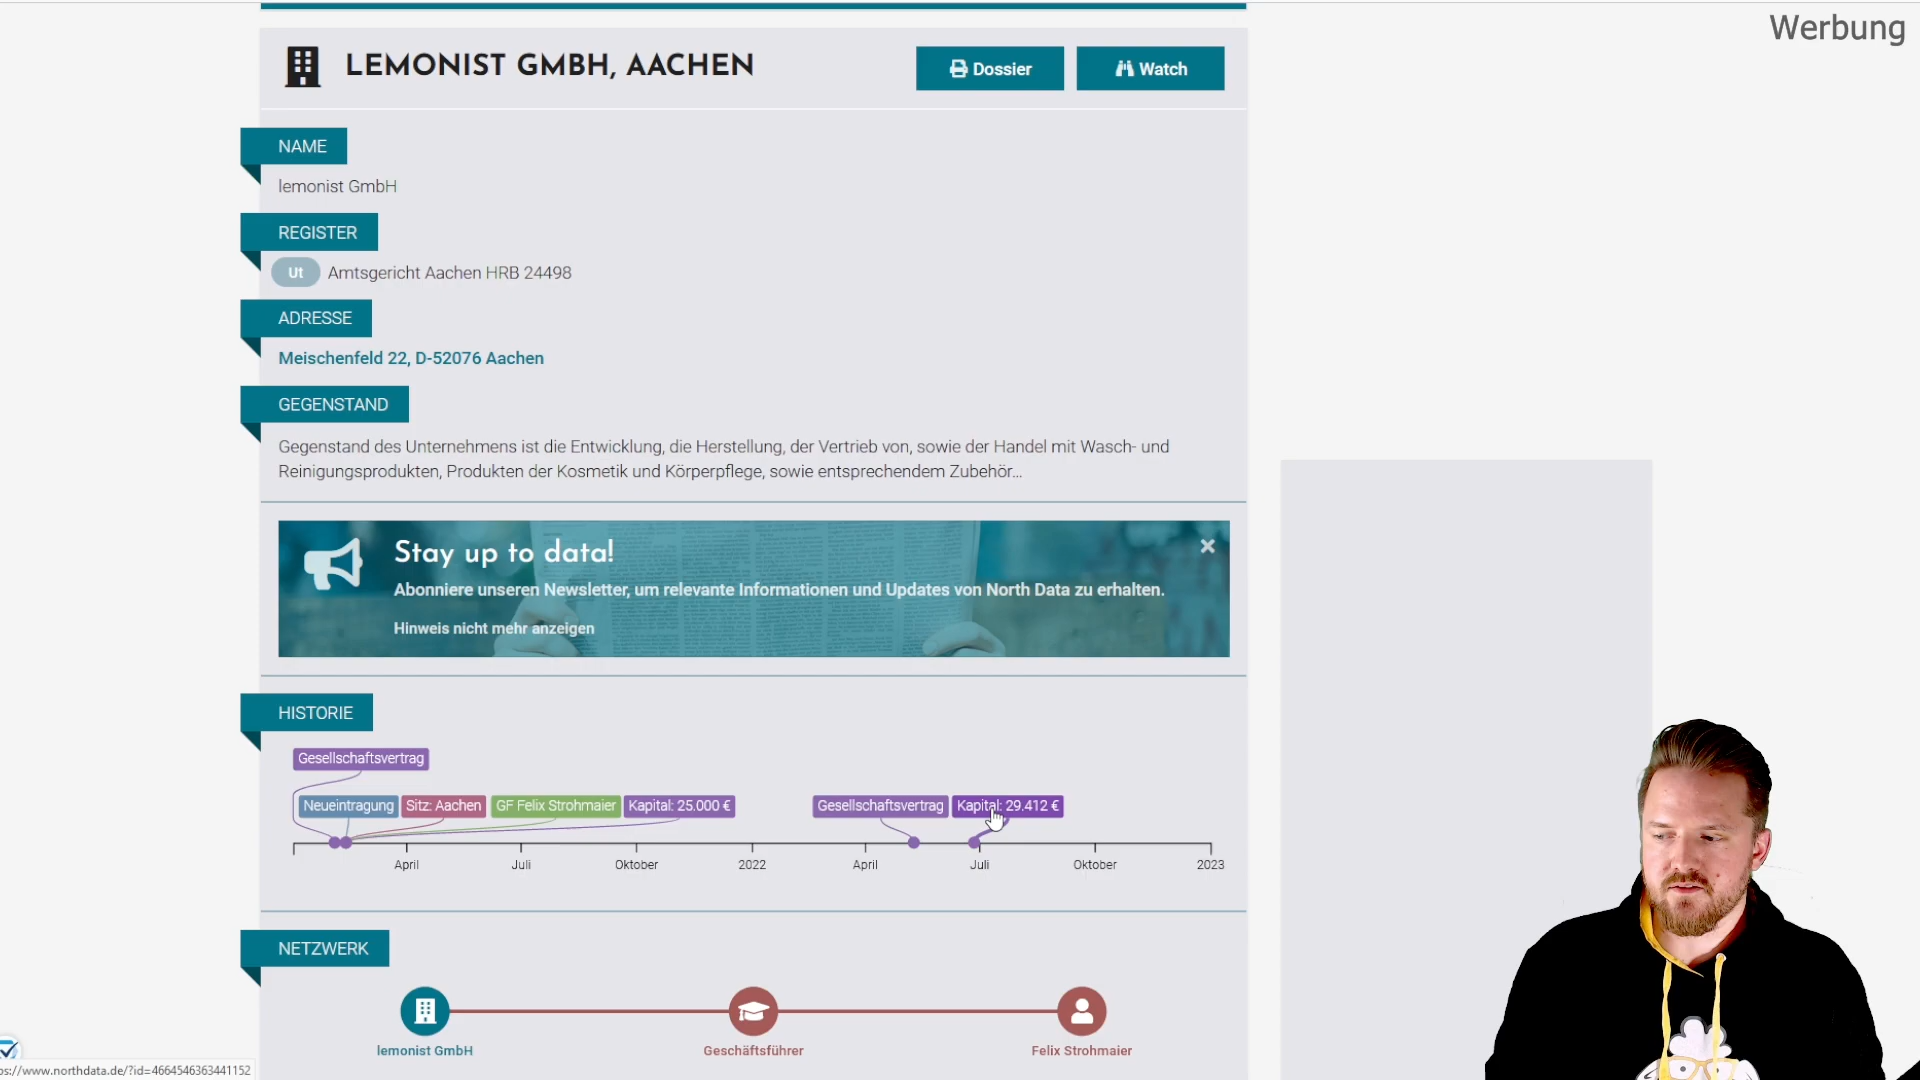 Werbung
LEMONIST GMBH, AACHEN
Dossier
Watch
NAME
lemonist GmbH
REGISTER
Ut Amtsgericht Aachen HRB 24498
ADRESSE
Meischenfeld 22, D-52076 Aachen
GEGENSTAND
Gegenstand des Unternehmens ist die Entwicklung, die Herstellung, der Vertrieb von, sowie der Handel mit Wasch- und
Reinigungsprodukten, Produkten der Kosmetik und Körperpflege, sowie entsprechendem Zubehör...
Stay up to data!
Abonniere unseren Newsletter, um relevante Informationen und Updates von North Data zu erhalten.
Hinweis nicht mehr anzeigen
HISTORIE
Gesellschaftsvertrag
Neueintragung Sitz: Aachen GF Felix Strohmaier Kapital: 25.000 € Gesellschaftsvertrag Kapital: 29.412 €
April Juli Oktober 2022 April Juli Oktober 2023
NETZWERK
lemonist GmbH Geschäftsführer Felix Strohmaier
ps://www.northdata.de/?id=4664546363441152